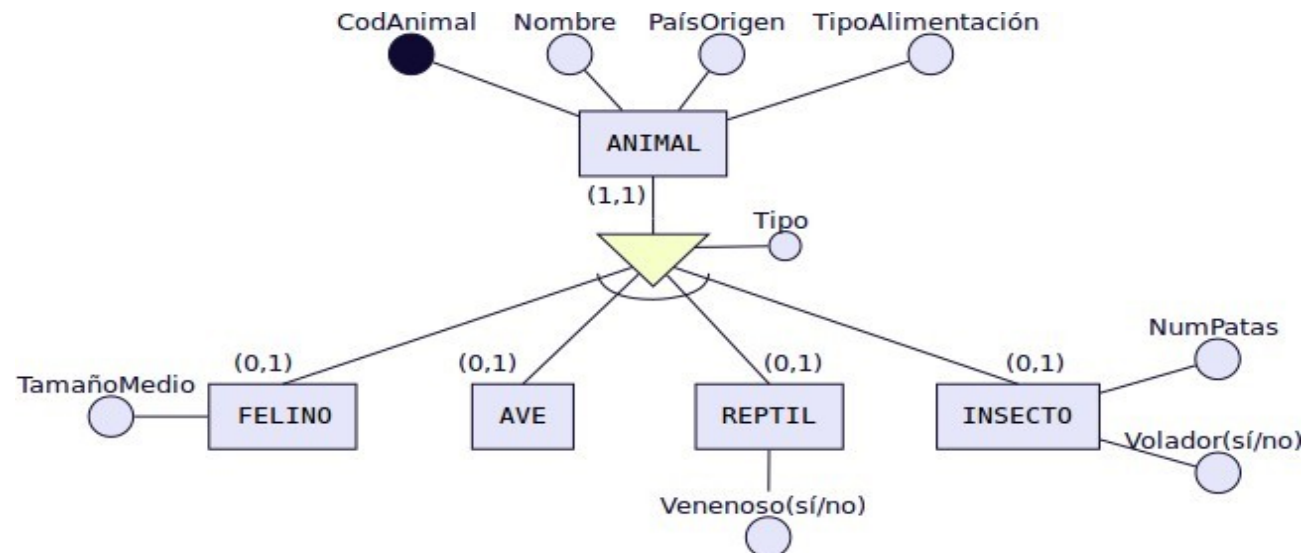 CodAnimal Nombre PaísOrigen TipoAlimentación
ANIMAL
(1,1)
Tipo
(0,1) (0,1) (0,1) (0,1)
NumPatas
TamañoMedio
FELINO AVE REPTIL INSECTO
Volador(sí/no)
Venenoso(sí/no)